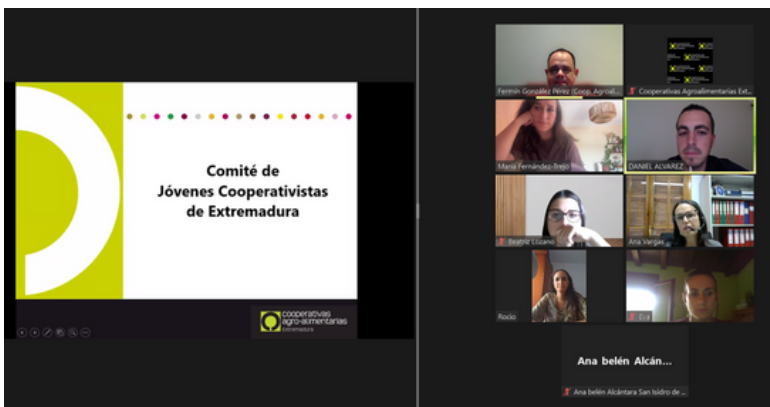 Comité de
Jóvenes Cooperativistas
de Extremadura
cooperativas
agro-alimentarias
Extremadura
Fermín González Pérez (Coop. Agroal...
Cooperativas Agroalimentarias Ext...
María Fernández-Trejo
DANIEL ALVAREZ
Beatriz Lozano
Ana Vargas
Rocío
Eva
Ana belén Alcán...
Ana belén Alcántara San Isidro de ...